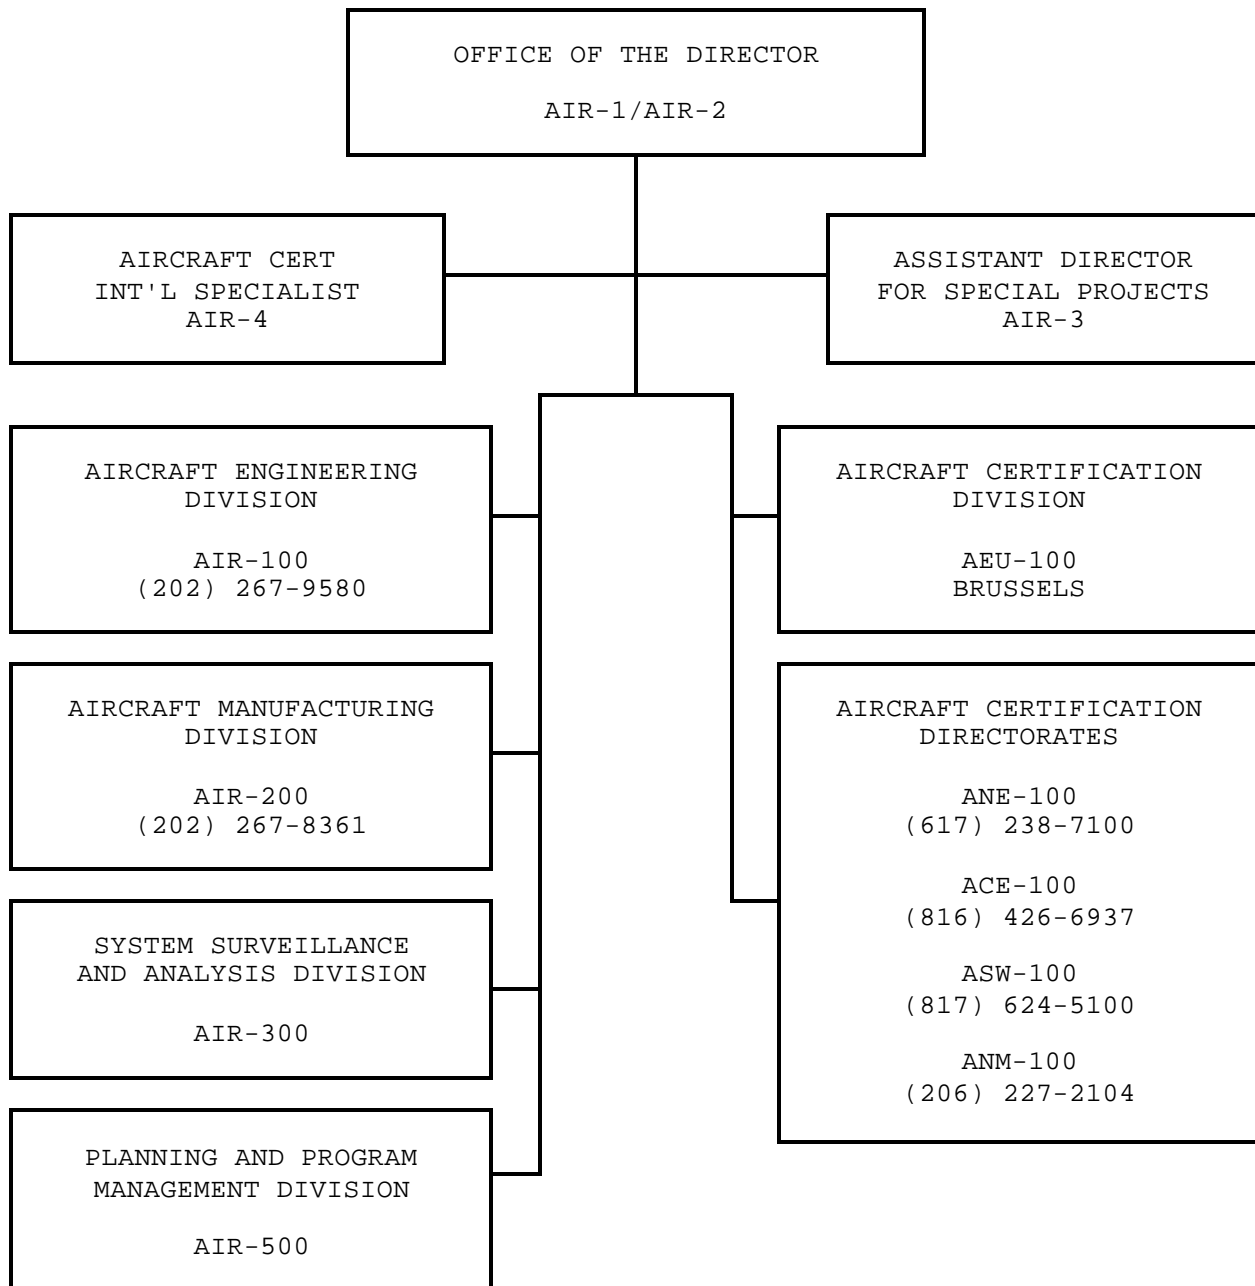 OFFICE OF THE DIRECTOR
AIR-1/AIR-2
AIRCRAFT CERT
INT'L SPECIALIST
AIR-4
ASSISTANT DIRECTOR
FOR SPECIAL PROJECTS
AIR-3
AIRCRAFT ENGINEERING
DIVISION
AIR-100
(202) 267-9580
AIRCRAFT CERTIFICATION
DIVISION
AEU-100
BRUSSELS
AIRCRAFT MANUFACTURING
DIVISION
AIR-200
(202) 267-8361
AIRCRAFT CERTIFICATION
DIRECTORATES
ANE-100
(617) 238-7100
ACE-100
(816) 426-6937
ASW-100
(817) 624-5100
ANM-100
(206) 227-2104
SYSTEM SURVEILLANCE
AND ANALYSIS DIVISION
AIR-300
PLANNING AND PROGRAM
MANAGEMENT DIVISION
AIR-500